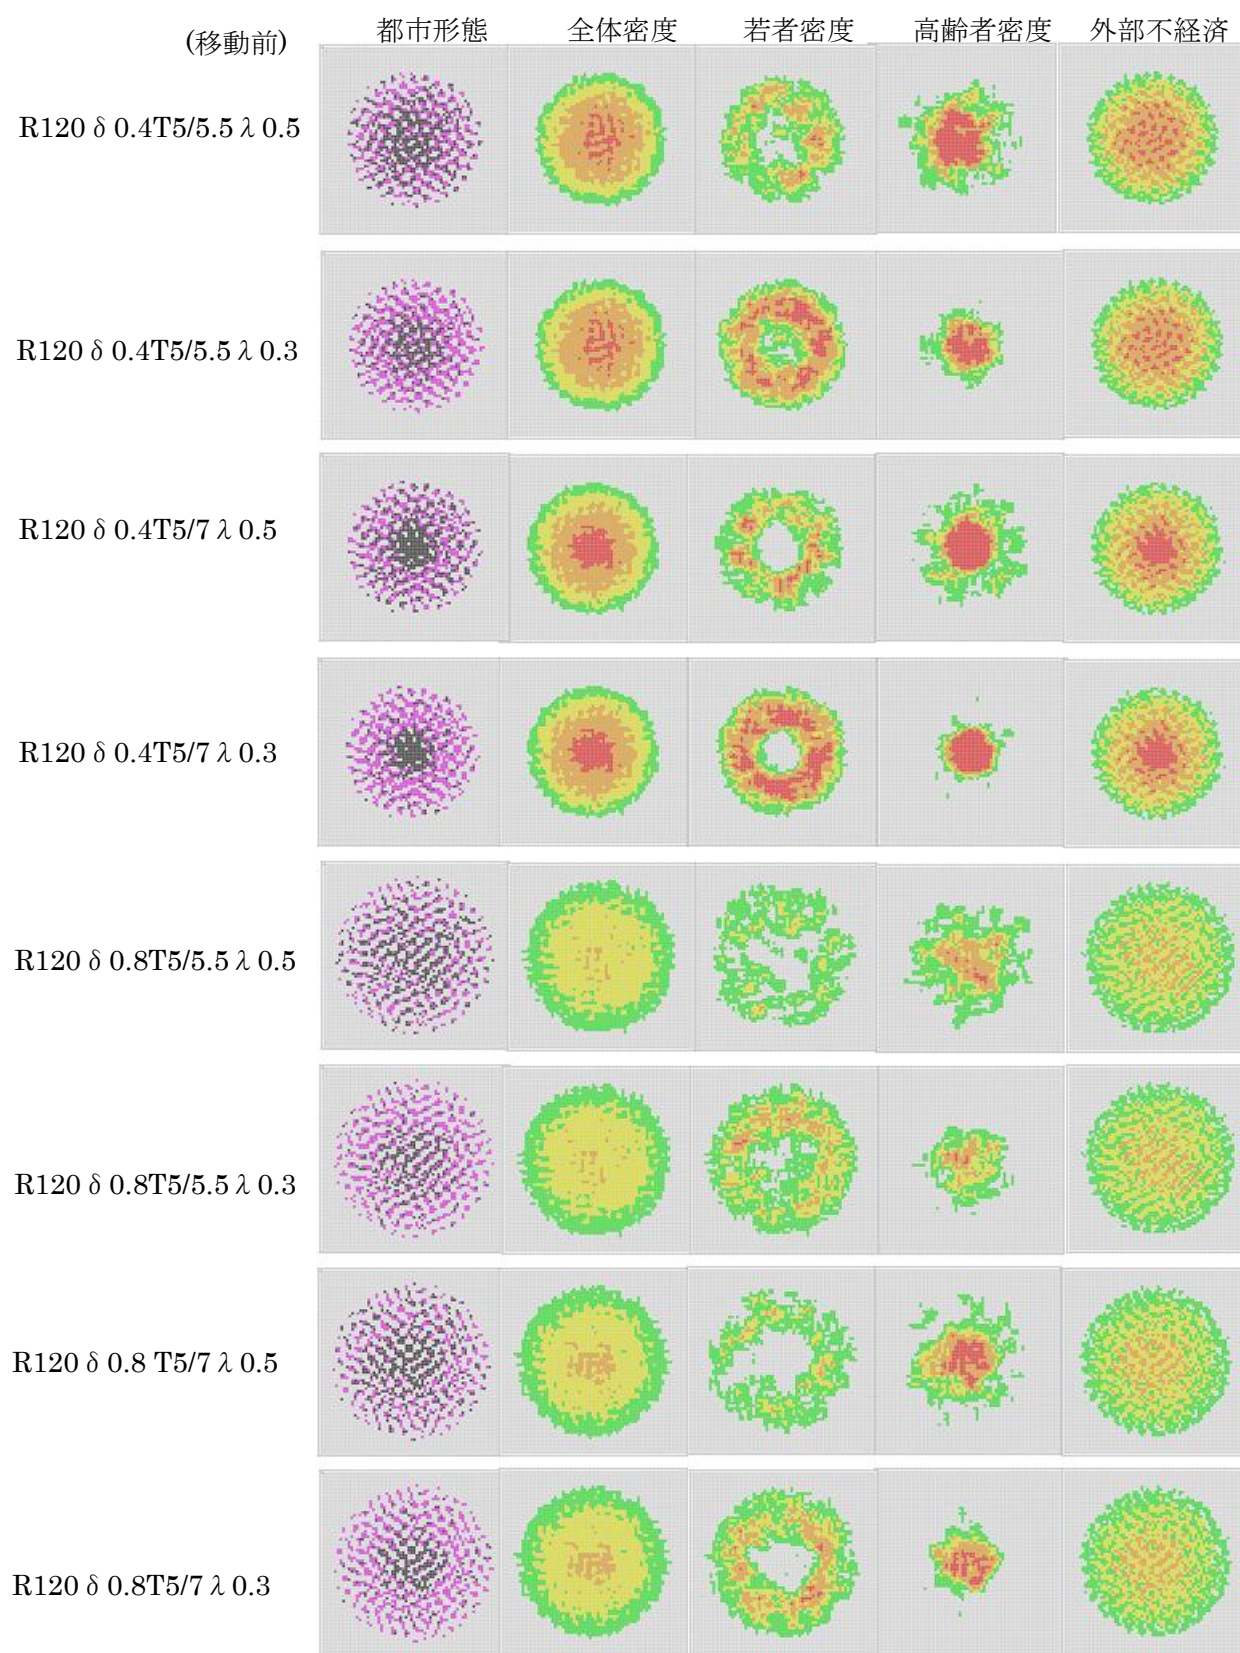 (移動前) 都市形態 全体密度 若者密度 高齢者密度 外部不経済
R120 δ 0.4T5/5.5 λ 0.5
R120 δ 0.4T5/5.5 λ 0.3
R120 δ 0.4T5/7 λ 0.5
R120 δ 0.4T5/7 λ 0.3
R120 δ 0.8T5/5.5 λ 0.5
R120 δ 0.8T5/5.5 λ 0.3
R120 δ 0.8 T5/7 λ 0.5
R120 δ 0.8T5/7 λ 0.3